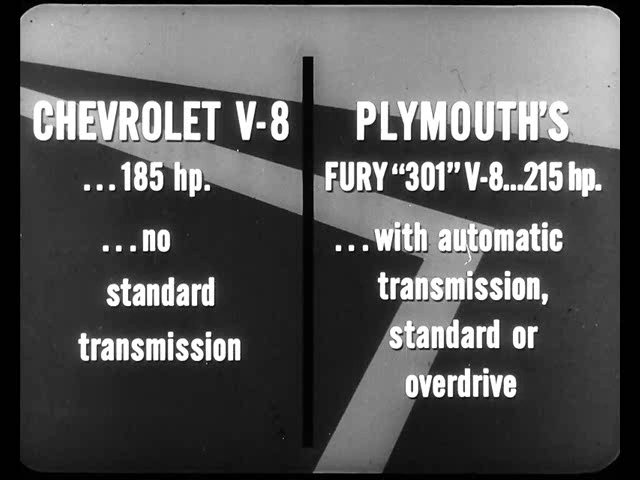 CHEVROLET V-8
...185 hp.
...no
standard
transmission
PLYMOUTH'S
FURY “301” V-8...215 hp.
...with automatic
transmission,
standard or
overdrive